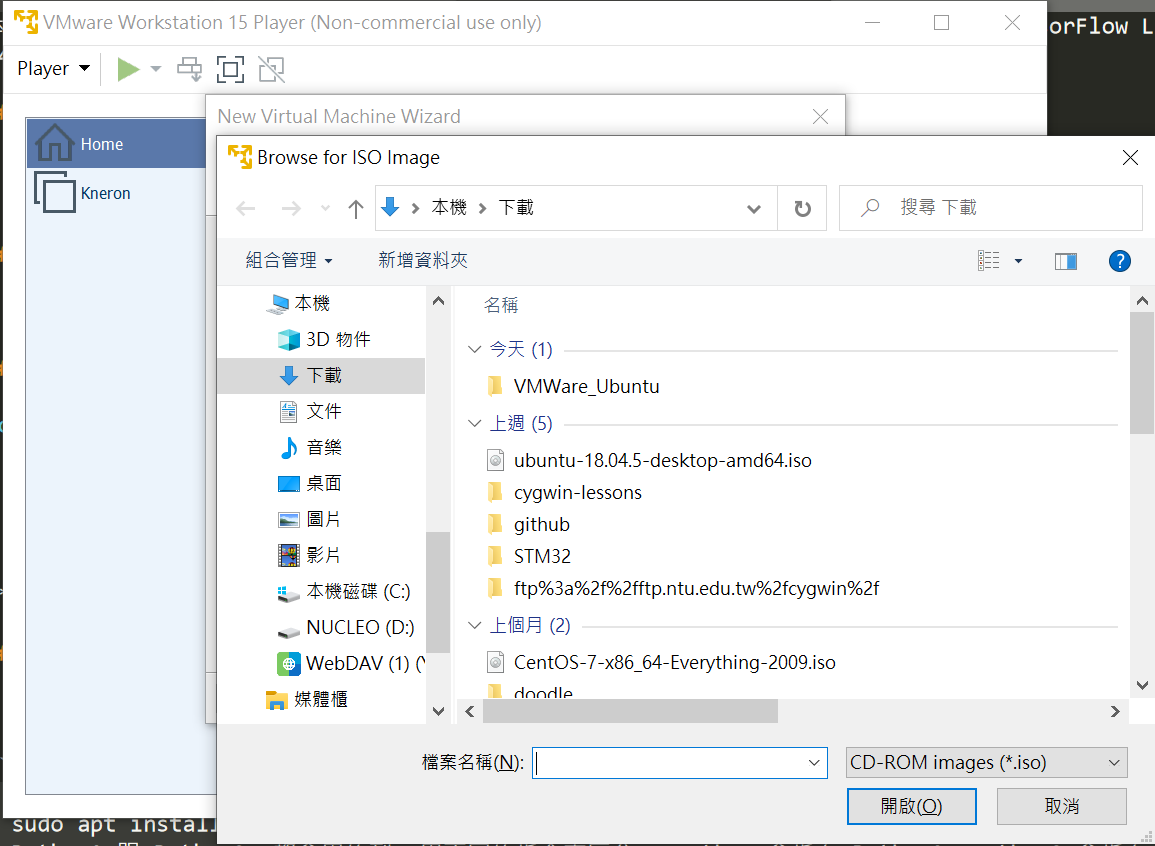 VMware Workstation 15 Player (Non-commercial use only)
orFlow L
Player
New Virtual Machine Wizard
Home
Browse for ISO Image
Kneron
本機 下載
搜尋 下載
組合管理 新增資料夾
本機
名稱
3D 物件
今天 (1)
下載
VMWare_Ubuntu
文件
上週 (5)
音樂
ubuntu-18.04.5-desktop-amd64.iso
桌面
cygwin-lessons
圖片
github
影片
STM32
本機磁碟 (C:)
ftp%3a%2f%2fftp.ntu.edu.tw%2fcygwin%2f
NUCLEO (D:)
上個月 (2)
WebDAV (1) (
CentOS-7-x86_64-Everything-2009.iso
媒體櫃
doodle
檔案名稱(N):
CD-ROM images (*.iso)
開啟(O)
取消
sudo apt install